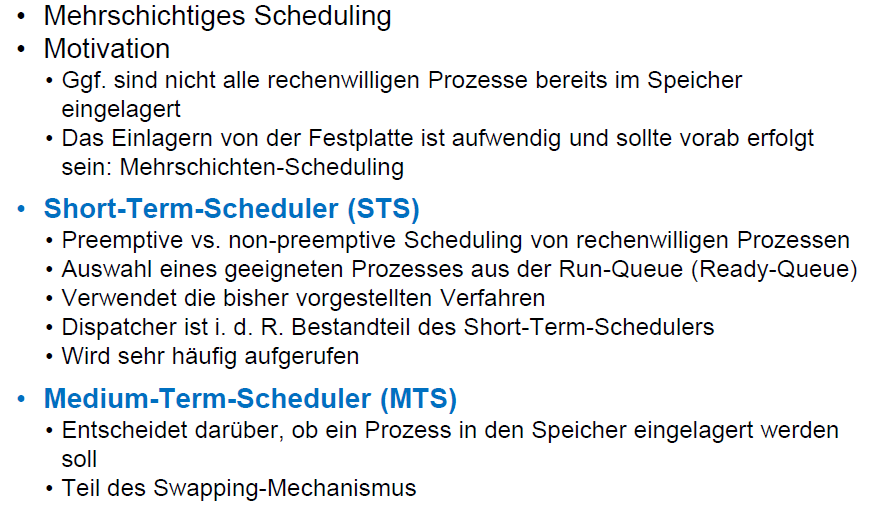 • Mehrschichtiges Scheduling
• Motivation
• Ggf. sind nicht alle rechenwilligen Prozesse bereits im Speicher
eingelagert
• Das Einlagern von der Festplatte ist aufwendig und sollte vorab erfolgt
sein: Mehrschichten-Scheduling
• Short-Term-Scheduler (STS)
• Preemptive vs. non-preemptive Scheduling von rechenwilligen Prozessen
• Auswahl eines geeigneten Prozesses aus der Run-Queue (Ready-Queue)
• Verwendet die bisher vorgestellten Verfahren
• Dispatcher ist i. d. R. Bestandteil des Short-Term-Schedulers
• Wird sehr häufig aufgerufen
• Medium-Term-Scheduler (MTS)
• Entscheidet darüber, ob ein Prozess in den Speicher eingelagert werden
soll
• Teil des Swapping-Mechanismus